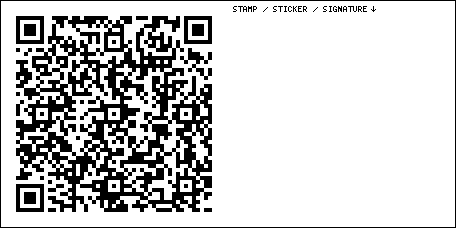 STAMP / STICKER / SIGNATURE ↓